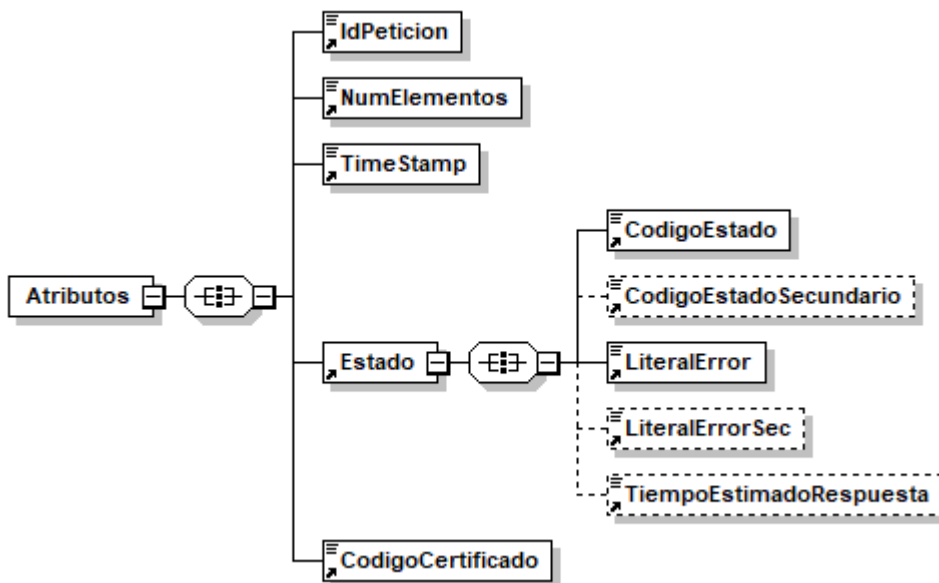 IdPeticion
NumElementos
TimeStamp
CodigoEstado
Atributos
CodigoEstadoSecundario
Estado
LiteralError
LiteralErrorSec
TiempoEstimadoRespuesta
CodigoCertificado